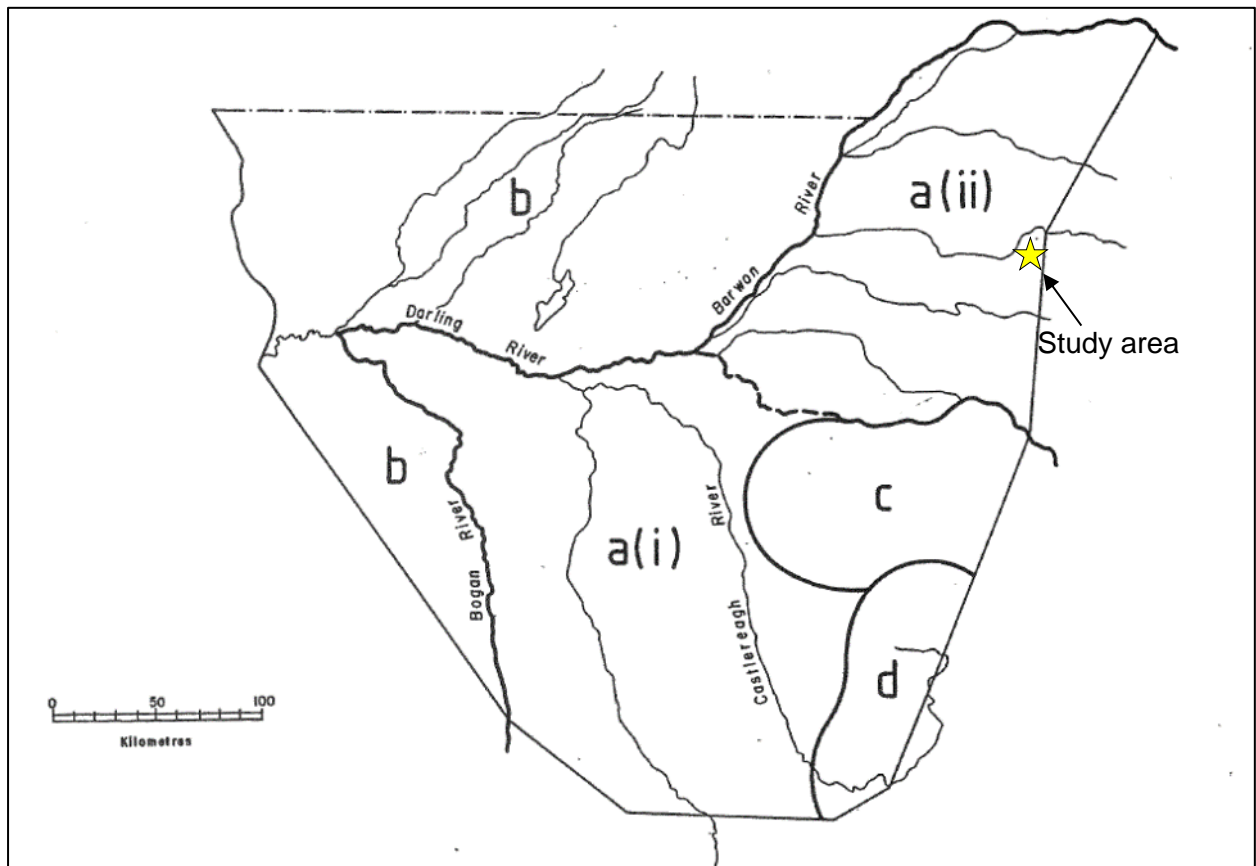 b
a(ii)
River
Barwon
Study area
Darling
River
b
River
Bogan
a(i)
River
Castlereagh
c
d
0 50 100
Kilometres